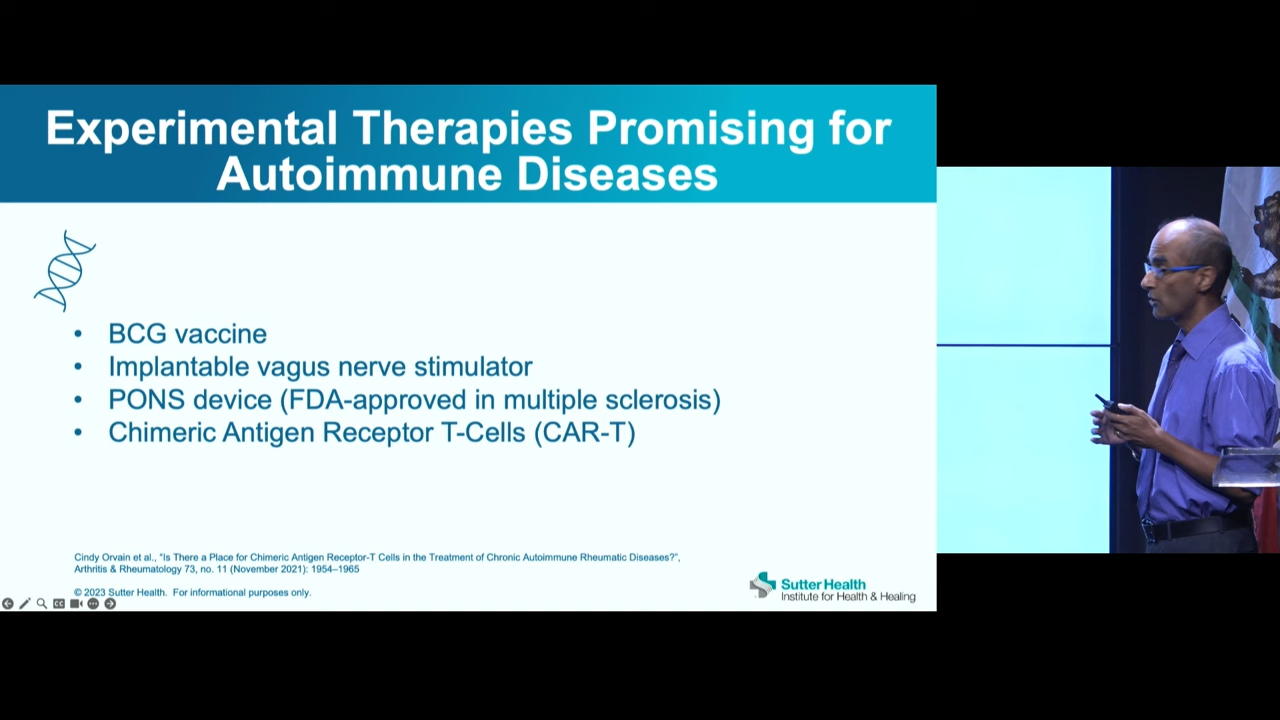 Experimental Therapies Promising for
Autoimmune Diseases
• BCG vaccine
• Implantable vagus nerve stimulator
• PONS device (FDA-approved in multiple sclerosis)
• Chimeric Antigen Receptor T-Cells (CAR-T)
Cindy Orvain et al., "Is There a Place for Chimeric Antigen Receptor-T Cells in the Treatment of Chronic Autoimmune Rheumatic Diseases?",
Arthritis & Rheumatology 73, no. 11 (November 2021): 1954–1965
© 2023 Sutter Health. For informational purposes only.
Sutter Health
Institute for Health & Healing